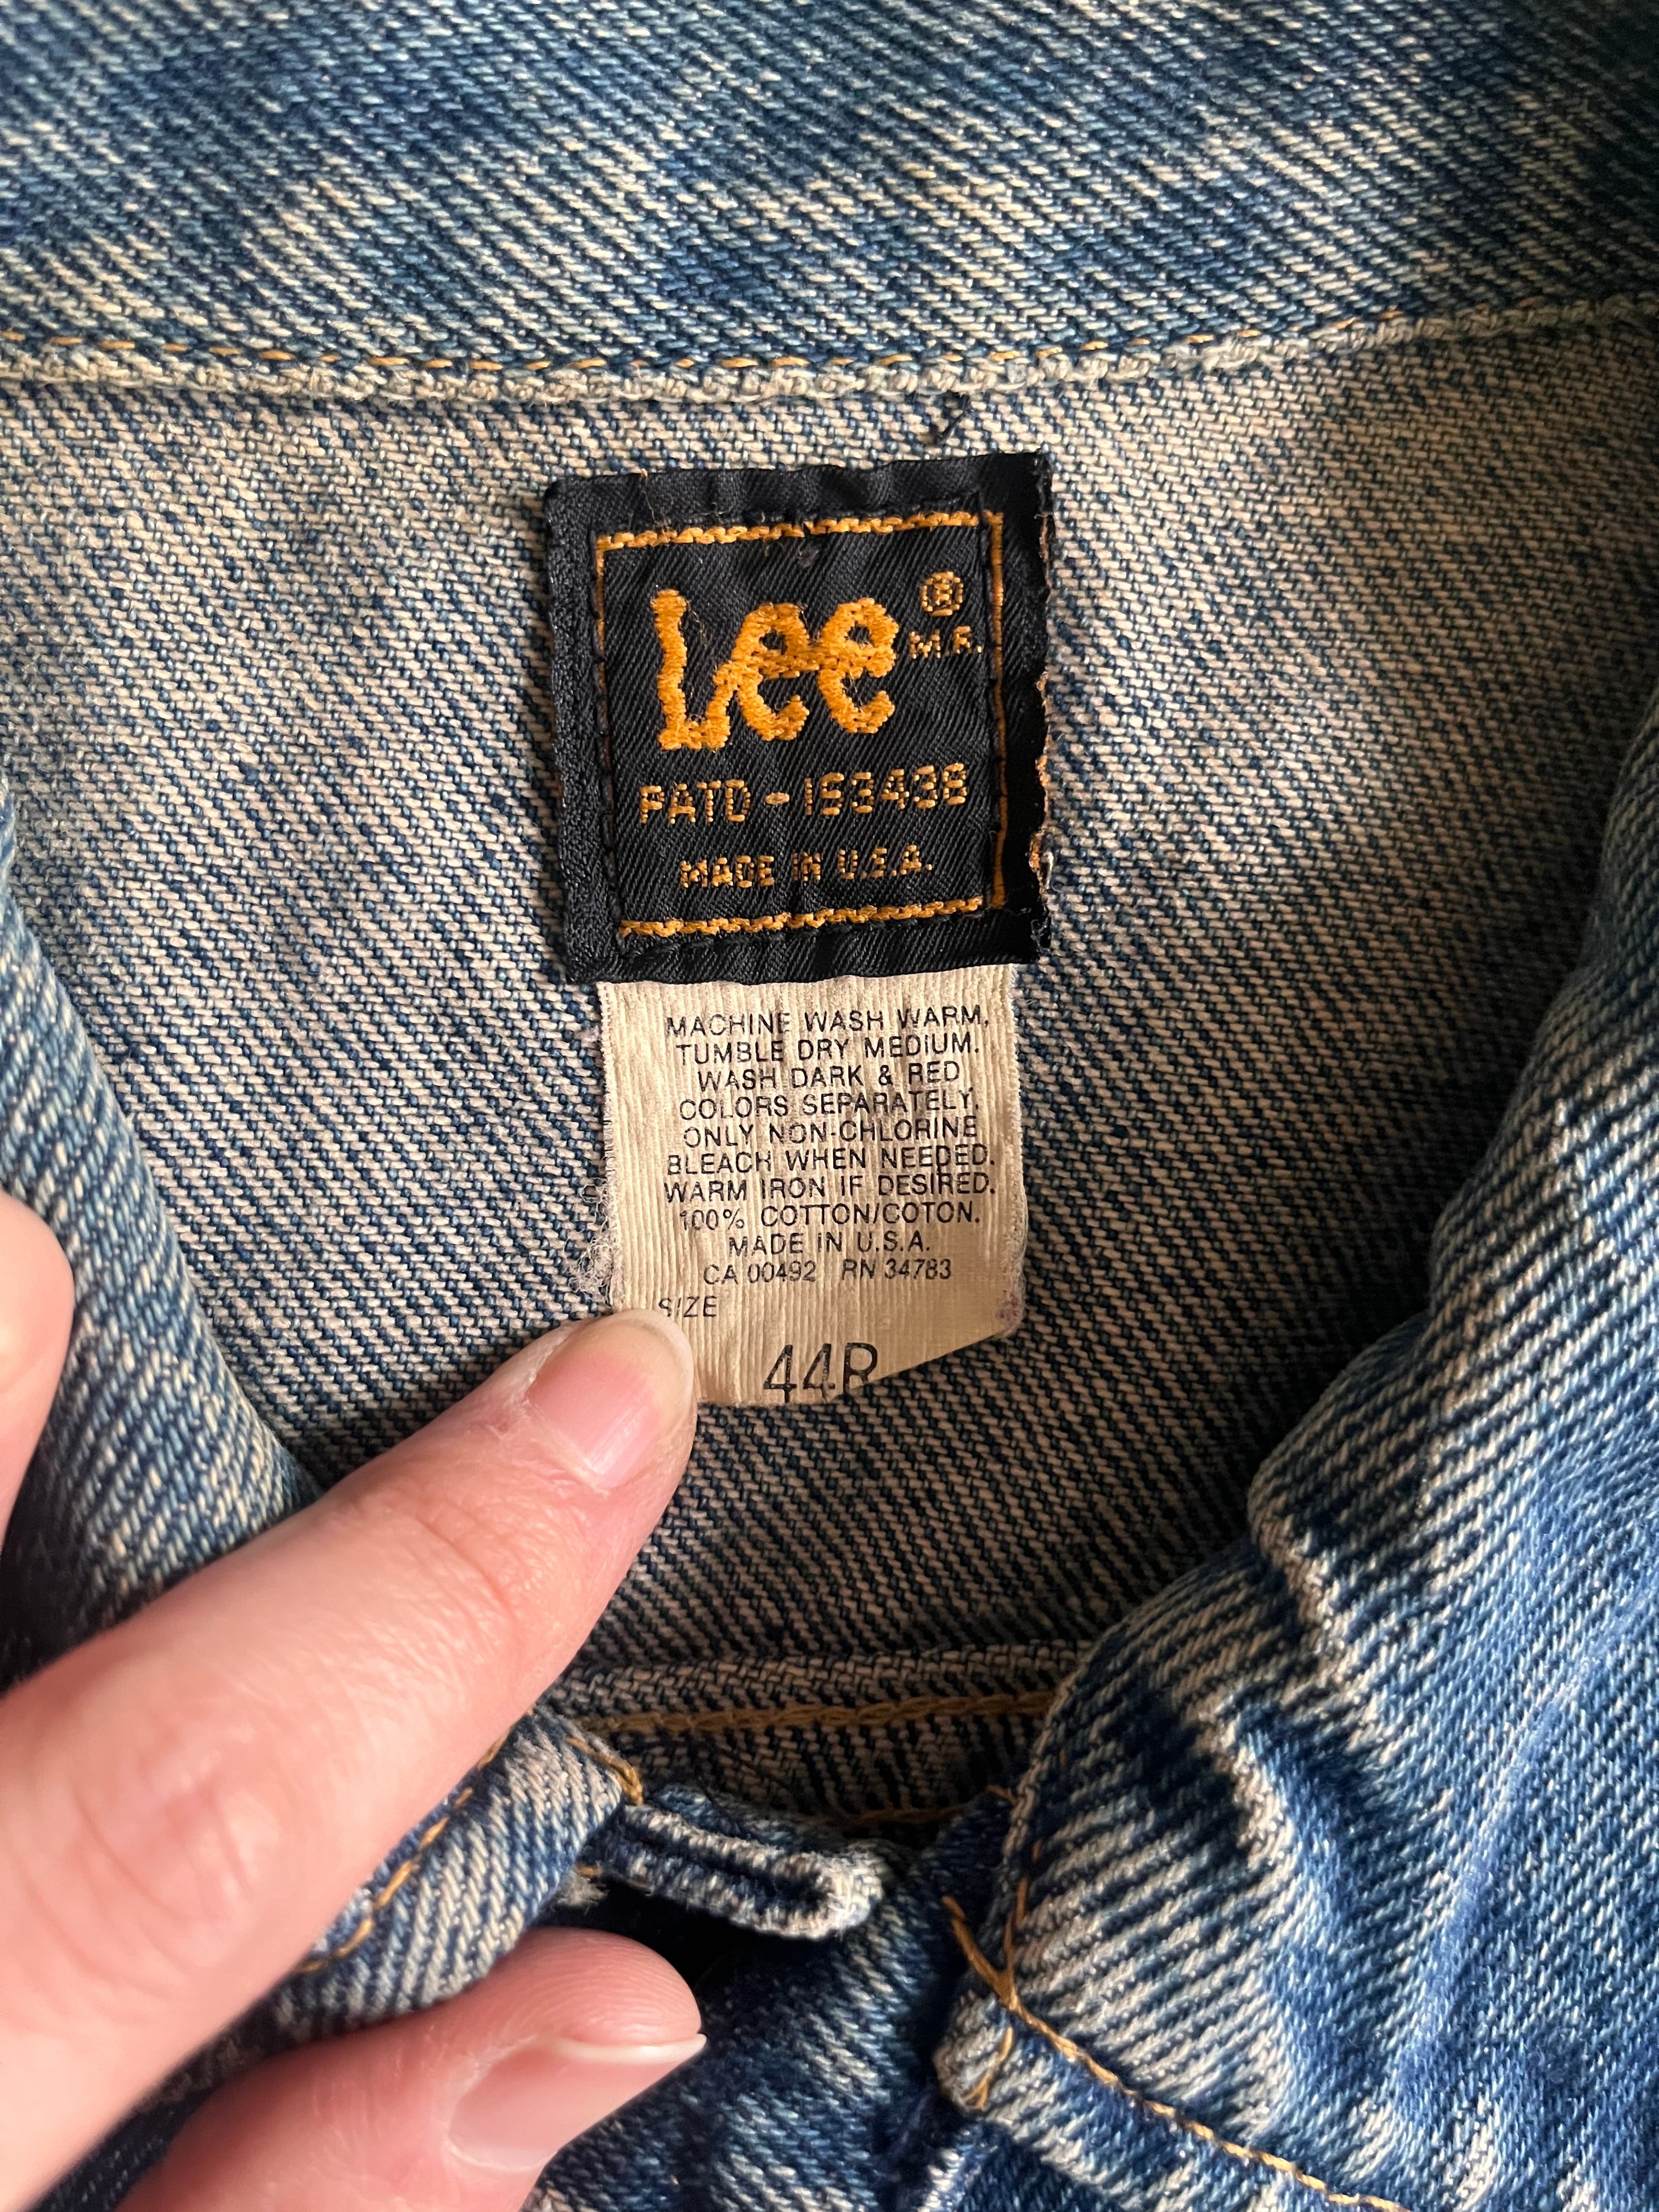 Lee ®
M.R.
PATD - 153438
MADE IN U.S.A.
MACHINE WASH WARM,
TUMBLE DRY MEDIUM.
WASH DARK & RED
COLORS SEPARATELY,
ONLY NON-CHLORINE
BLEACH WHEN NEEDED.
WARM IRON IF DESIRED.
100% COTTON/COTON.
MADE IN U.S.A.
CA 00492 RN 34783
SIZE
44R